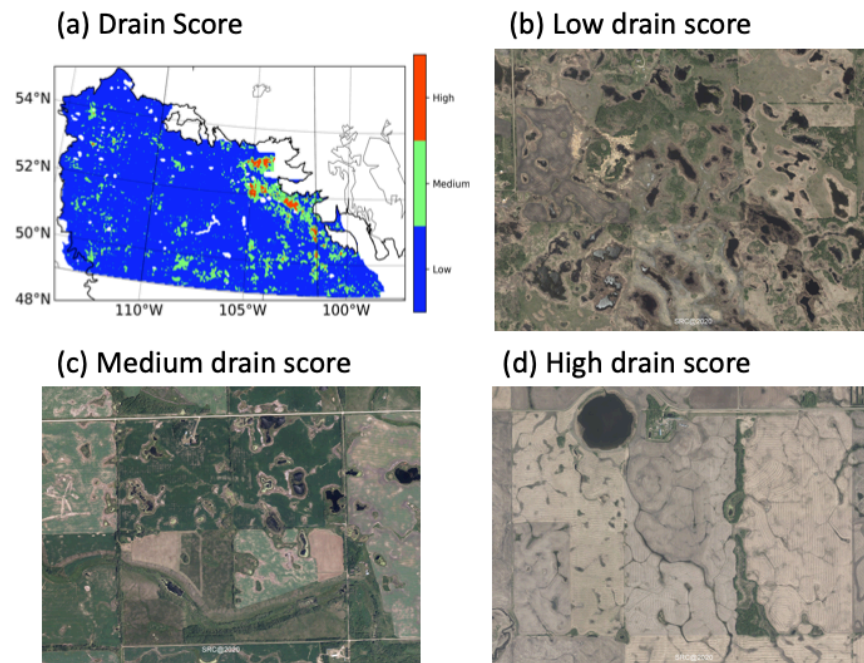 (a) Drain Score
(b) Low drain score
54°N
52°N
50°N
48°N
110°W
105°W
100°W
High
Medium
Low
SRC@2020
(c) Medium drain score
(d) High drain score
SRC@2020
SRC@2020